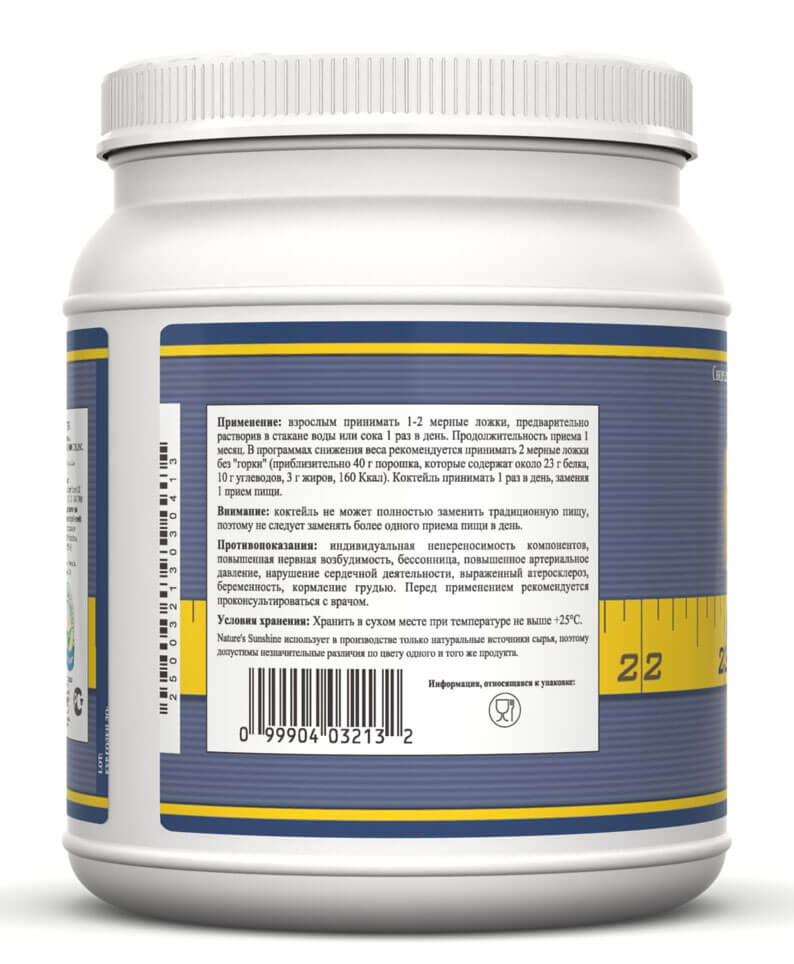 Применение: взрослым принимать 1-2 мерные ложки, предварительно
растворив в стакане воды или сока 1 раз в день. Продолжительность приема 1
месяц. В программах снижения веса рекомендуется принимать 2 мерные ложки
без "горки" (приблизительно 40 г порошка, которые содержат около 23 г белка,
10 г углеводов, 3 г жиров, 160 Ккал). Коктейль принимать 1 раз в день, заменяя
1 прием пищи.
Внимание: коктейль не может полностью заменить традиционную пищу,
поэтому не следует заменять более одного приема пищи в день.
Противопоказания: индивидуальная непереносимость компонентов,
повышенная нервная возбудимость, бессонница, повышенное артериальное
давление, нарушение сердечной деятельности, выраженный атеросклероз,
беременность, кормление грудью. Перед применением рекомендуется
проконсультироваться с врачом.
Условия хранения: Хранить в сухом месте при температуре не выше +25°С.
Nature's Sunshine использует в производстве только натуральные источники сырья, поэтому
допустимы незначительные различия по цвету одного и того же продукта.
Информация, относящаяся к упаковке:
0 99904 03213 2
25003213030413
22
LOT: